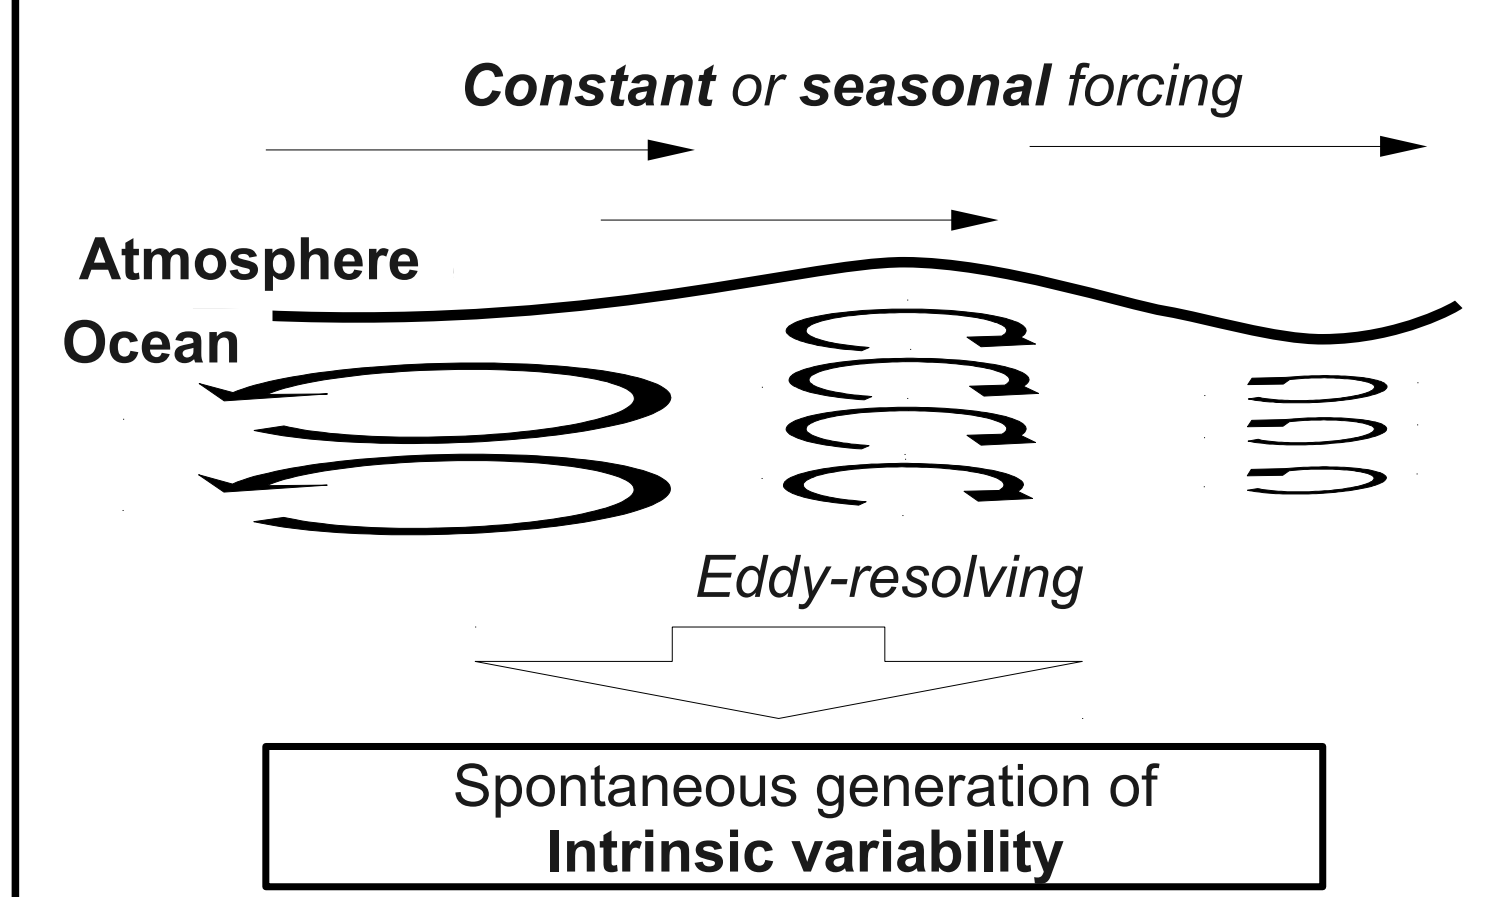 Constant or seasonal forcing
Atmosphere
Ocean
Eddy-resolving
Spontaneous generation of
Intrinsic variability